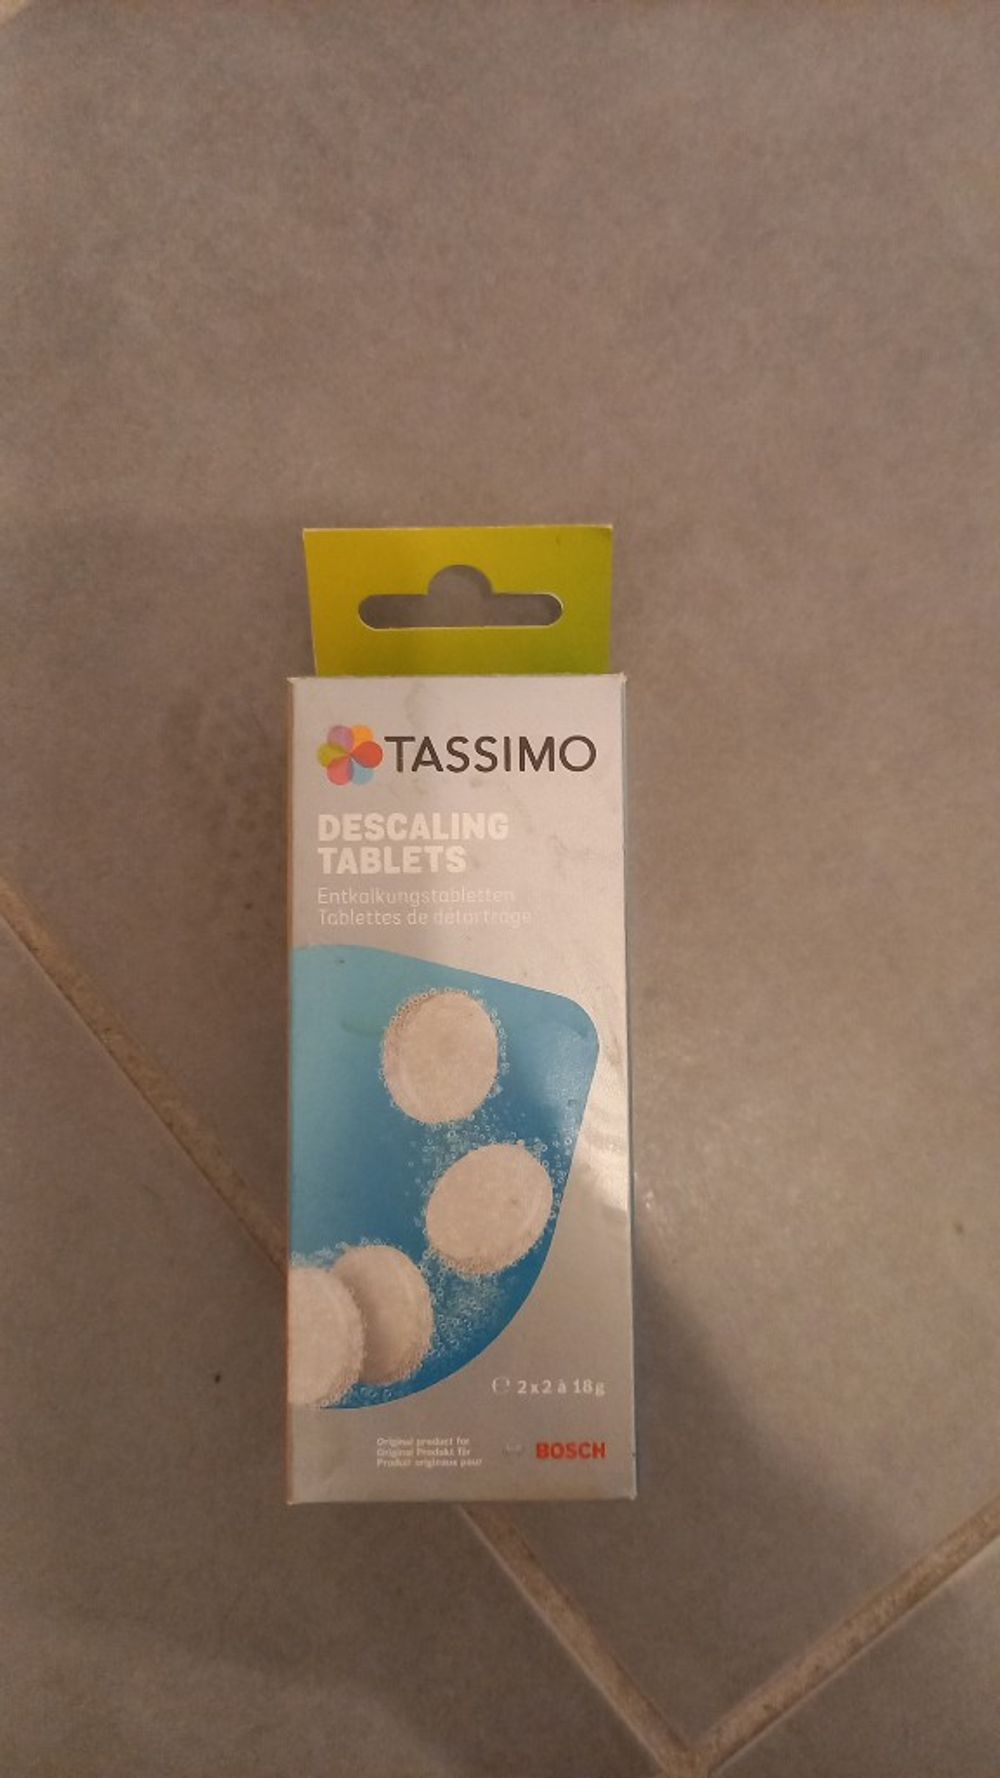 TASSIMO
DESCALING
TABLETS
Entkalkungstabletten
Tablettes de détartrage
℮ 2x2 à 18g
Original product for
Original Produkt für
Produit originaux pour
BOSCH